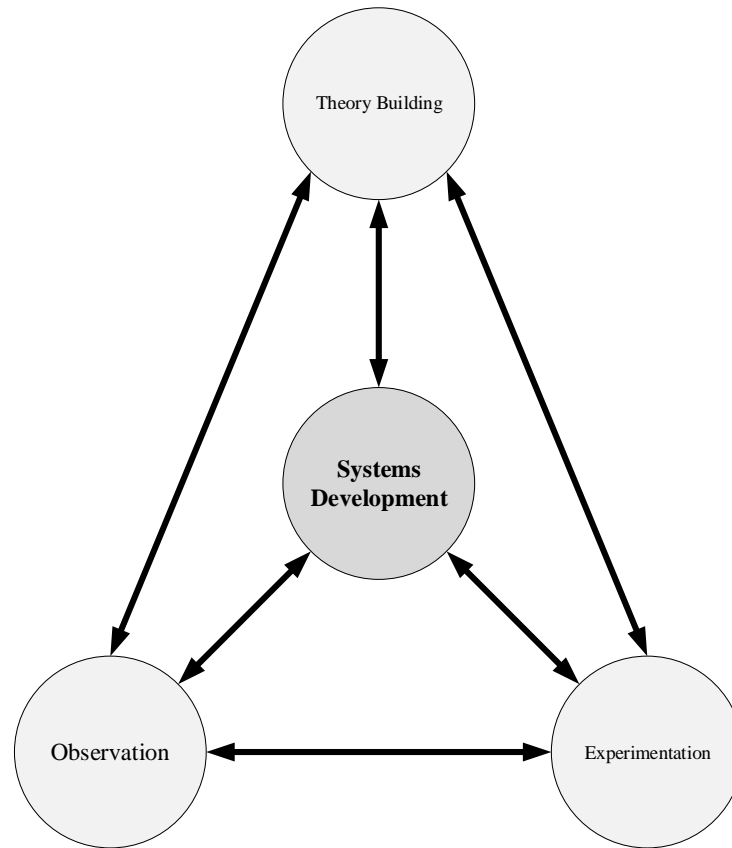 Theory Building
Systems
Development
Observation
Experimentation